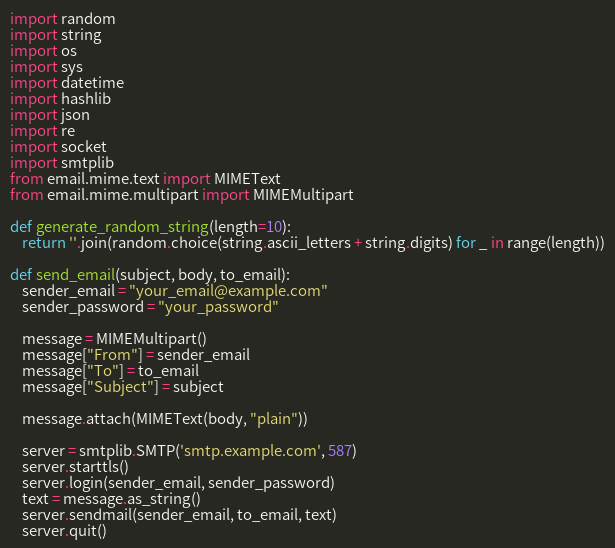 import random
import string
import os
import sys
import datetime
import hashlib
import json
import re
import socket
import smtplib
from email.mime.text import MIMEText
from email.mime.multipart import MIMEMultipart

def generate_random_string(length=10):
    return ''.join(random.choice(string.ascii_letters + string.digits) for _ in range(length))

def send_email(subject, body, to_email):
    sender_email = "your_email@example.com"
    sender_password = "your_password"

    message = MIMEMultipart()
    message["From"] = sender_email
    message["To"] = to_email
    message["Subject"] = subject

    message.attach(MIMEText(body, "plain"))

    server = smtplib.SMTP('smtp.example.com', 587)
    server.starttls()
    server.login(sender_email, sender_password)
    text = message.as_string()
    server.sendmail(sender_email, to_email, text)
    server.quit()